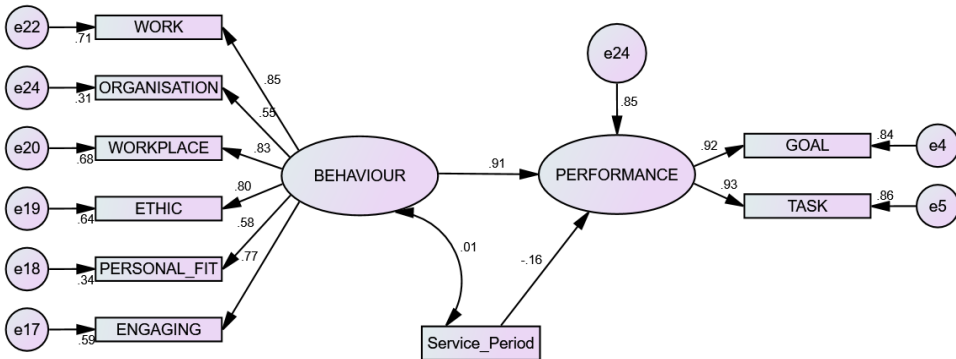 e22
.71
WORK
.85
e24
.31
ORGANISATION
.55
e20
.68
WORKPLACE
.83
e19
.64
ETHIC
.80
e18
.34
PERSONAL_FIT
.58
e17
.59
ENGAGING
.77
BEHAVIOUR
.91
.01
Service_Period
-.16
e24
.85
PERFORMANCE
.92
GOAL
.84
e4
.93
TASK
.86
e5